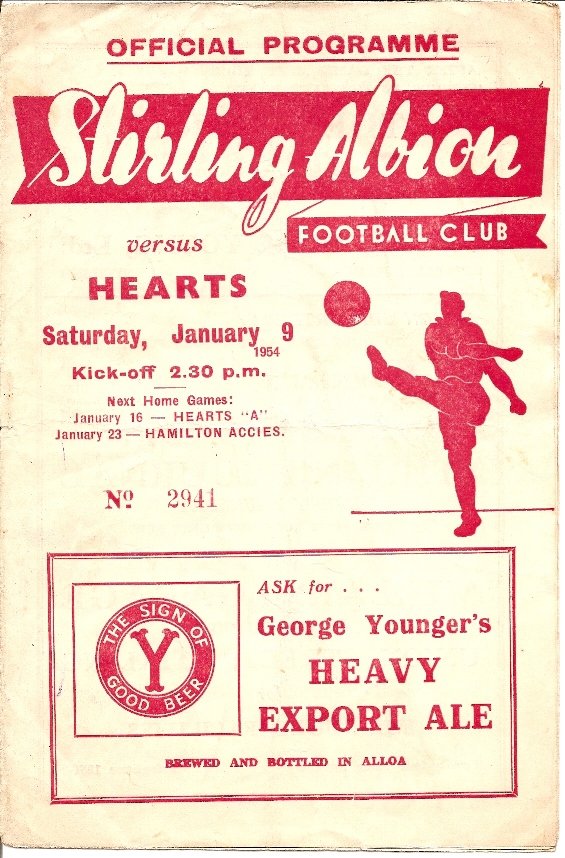 OFFICIAL PROGRAMME
Stirling Albion
FOOTBALL CLUB
versus
HEARTS
Saturday, January 9
1954
Kick-off 2.30 p.m.
Next Home Games:
January 16 — HEARTS "A"
January 23 — HAMILTON ACCIES.
Nº 2941
ASK for . . .
George Younger's
HEAVY
EXPORT ALE
THE SIGN OF
Y
GOOD BEER
BREWED AND BOTTLED IN ALLOA